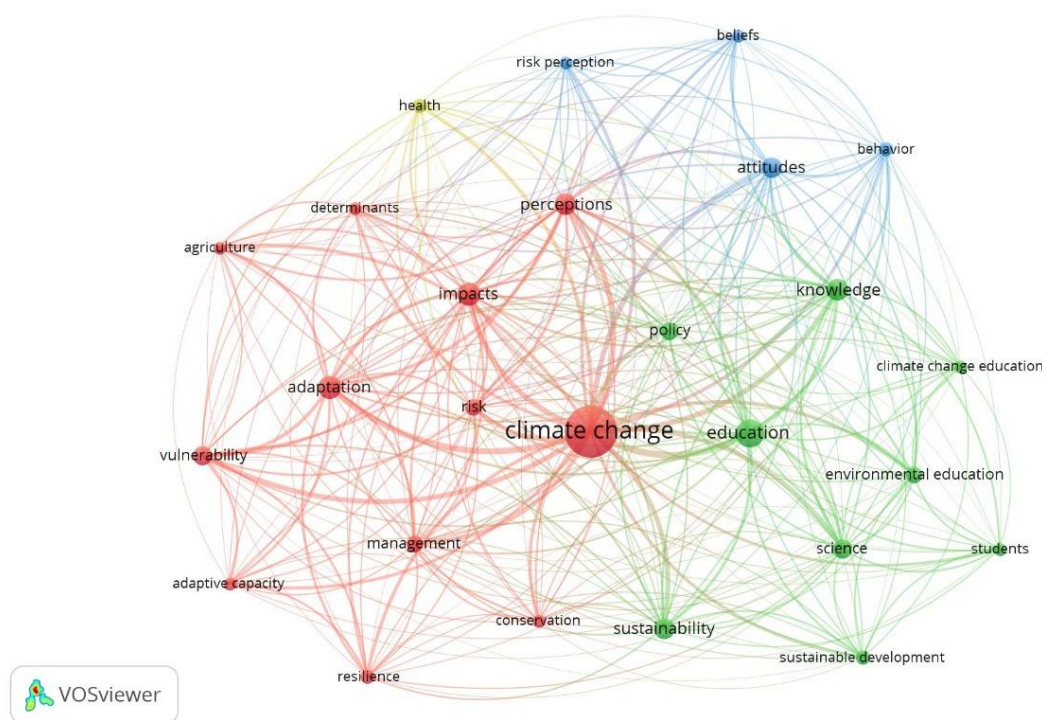 beliefs
risk perception
health
behavior
attitudes
determinants
perceptions
agriculture
impacts
knowledge
policy
climate change education
adaptation
risk
climate change
education
vulnerability
environmental education
management
science
students
adaptive capacity
conservation
sustainability
sustainable development
resilience
VOSviewer